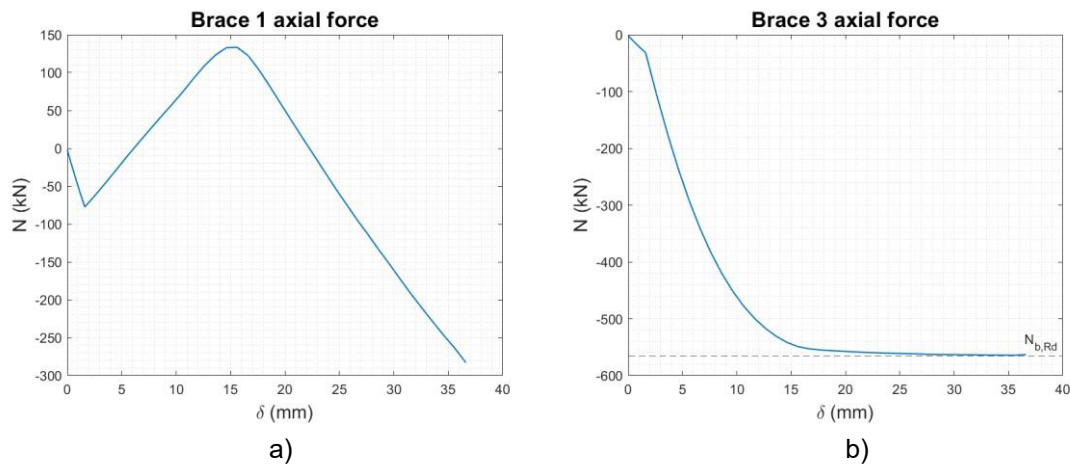 Brace 1 axial force
150
100
50
0
-50
-100
-150
-200
-250
-300
N (kN)
0 5 10 15 20 25 30 35 40
δ (mm)
a)
Brace 3 axial force
0
-100
-200
-300
-400
-500
-600
N (kN)
N_b,Rd
0 5 10 15 20 25 30 35 40
δ (mm)
b)